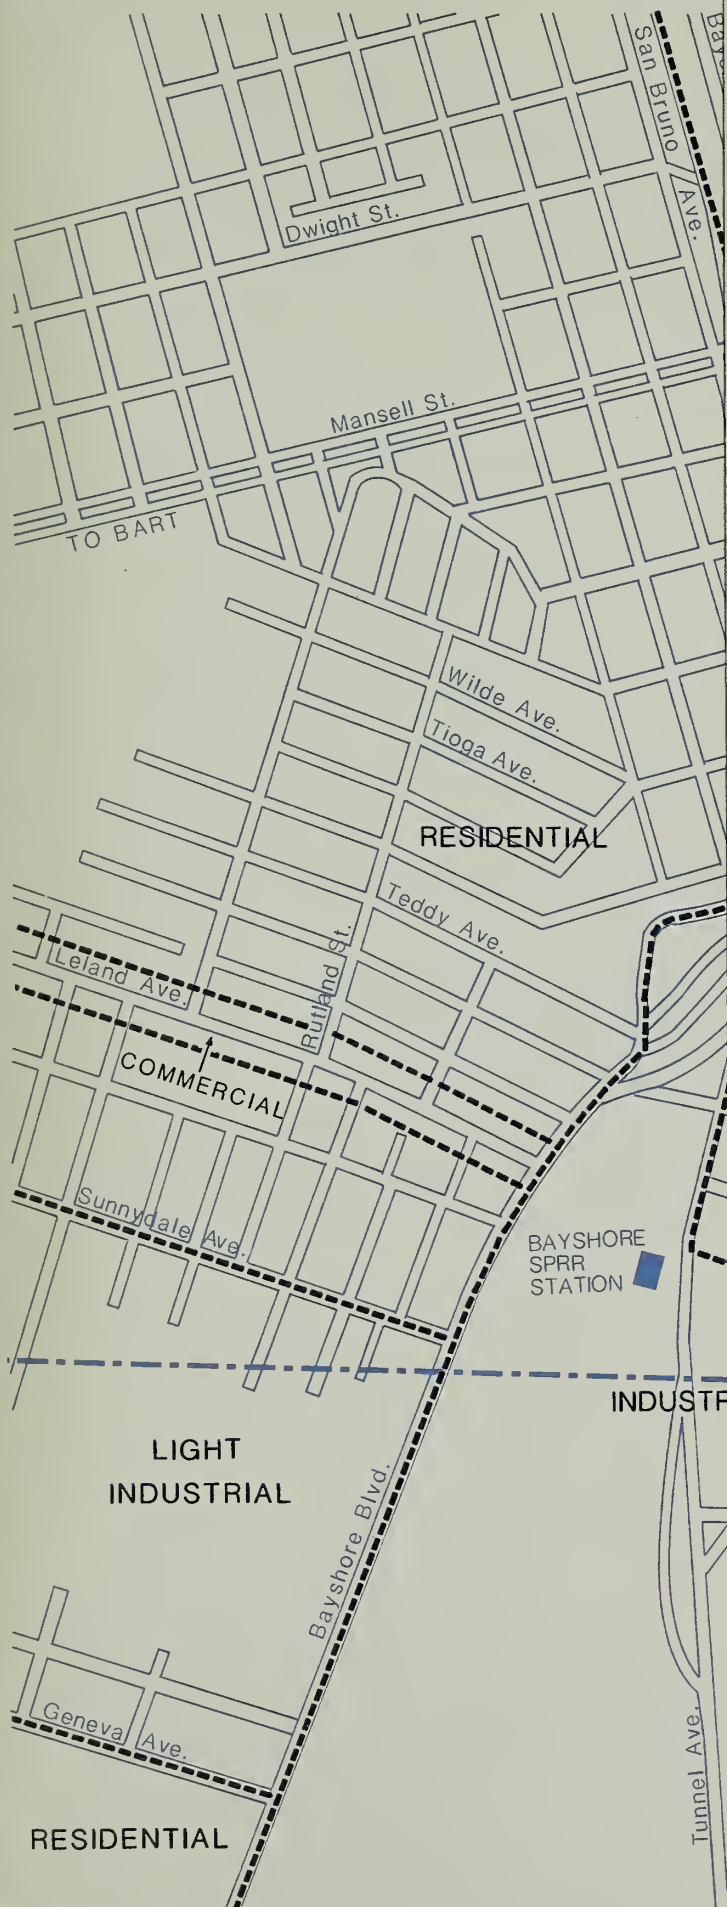 San Bruno Ave.
Dwight St.
Mansell St.
TO BART
Wilde Ave.
Tioga Ave.
RESIDENTIAL
Teddy Ave.
Leland Ave.
Rutland St.
COMMERCIAL
Sunnydale Ave.
BAYSHORE
SPRR
STATION
INDUSTR
LIGHT
INDUSTRIAL
Bayshore Blvd.
Geneva Ave.
Tunnel Ave.
RESIDENTIAL